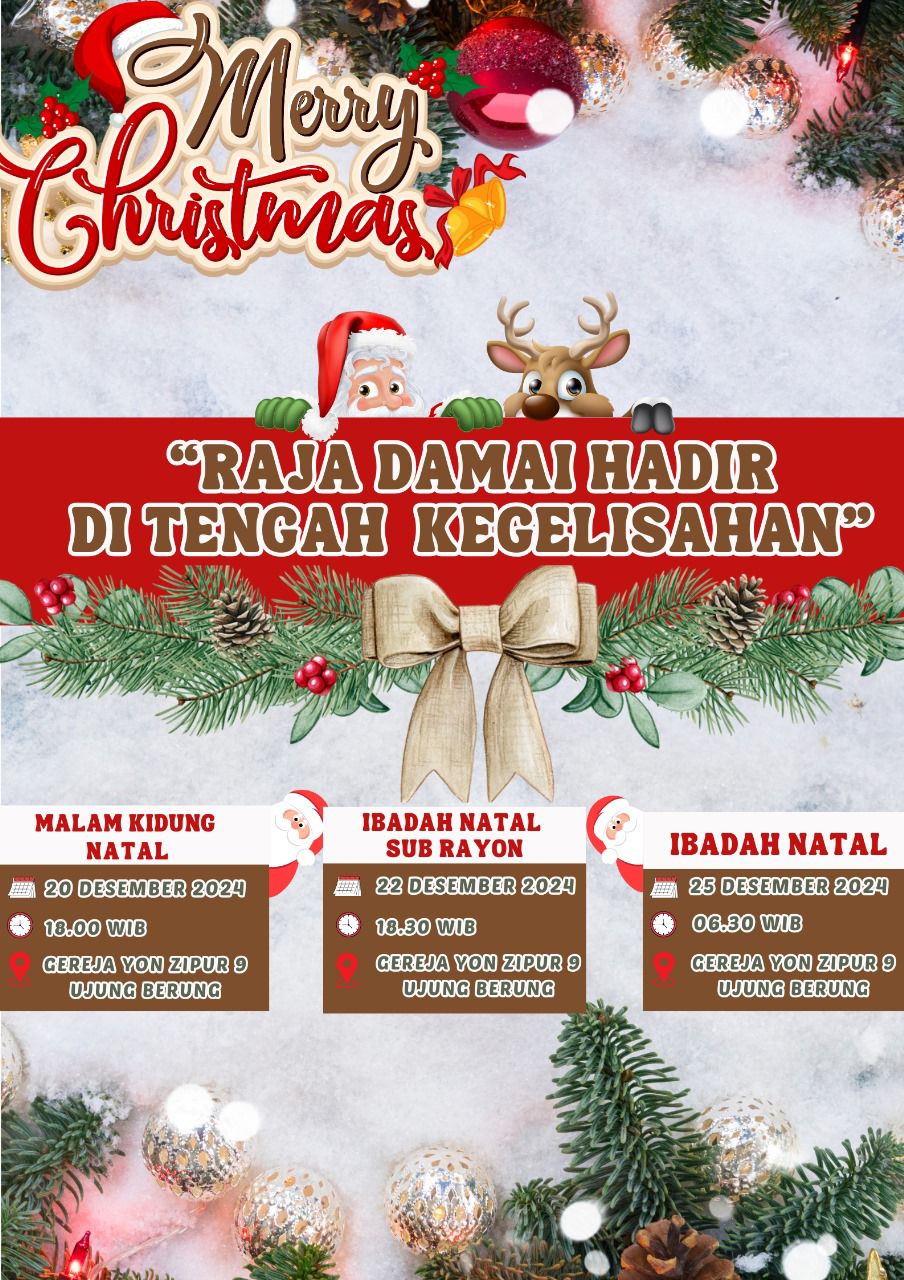 Merry
Christmas
“RAJA DAMAI HADIR
DI TENGAH KEGELISAHAN”
MALAM KIDUNG
NATAL
20 DESEMBER 2024
18.00 WIB
GEREJA YON ZIPUR 9
UJUNG BERUNG
IBADAH NATAL
SUB RAYON
22 DESEMBER 2024
18.30 WIB
GEREJA YON ZIPUR 9
UJUNG BERUNG
IBADAH NATAL
25 DESEMBER 2024
06.30 WIB
GEREJA YON ZIPUR 9
UJUNG BERUNG